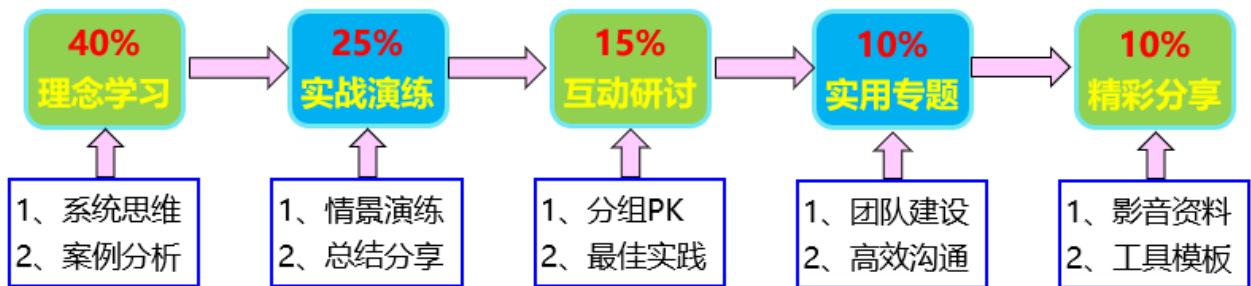 40%
理念学习
25%
实战演练
15%
互动研讨
10%
实用专题
10%
精彩分享
1、系统思维
2、案例分析
1、情景演练
2、总结分享
1、分组PK
2、最佳实践
1、团队建设
2、高效沟通
1、影音资料
2、工具模板